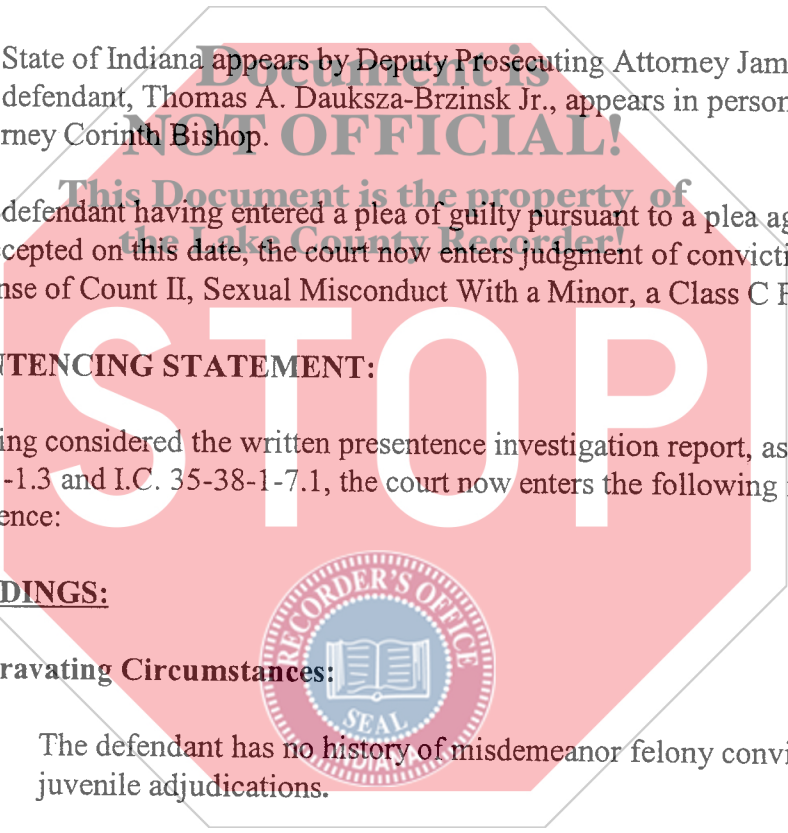 State of Indiana appears by Deputy Prosecuting Attorney Jam
defendant, Thomas A. Dauksza-Brzinsk Jr., appears in person
rney Corinth Bishop.
Document is
NOT OFFICIAL!
This Document is the property of
the Lake County Recorder!
defendant having entered a plea of guilty pursuant to a plea ag
ccepted on this date, the court now enters judgment of convicti
nse of Count II, Sexual Misconduct With a Minor, a Class C F
STOP
NTENCING STATEMENT:
ing considered the written presentence investigation report, as
-1.3 and I.C. 35-38-1-7.1, the court now enters the following
ence:
DINGS:
ravating Circumstances:
RECORDER'S OFFICE
SEAL
INDIANA
The defendant has no history of misdemeanor felony convi
juvenile adjudications.